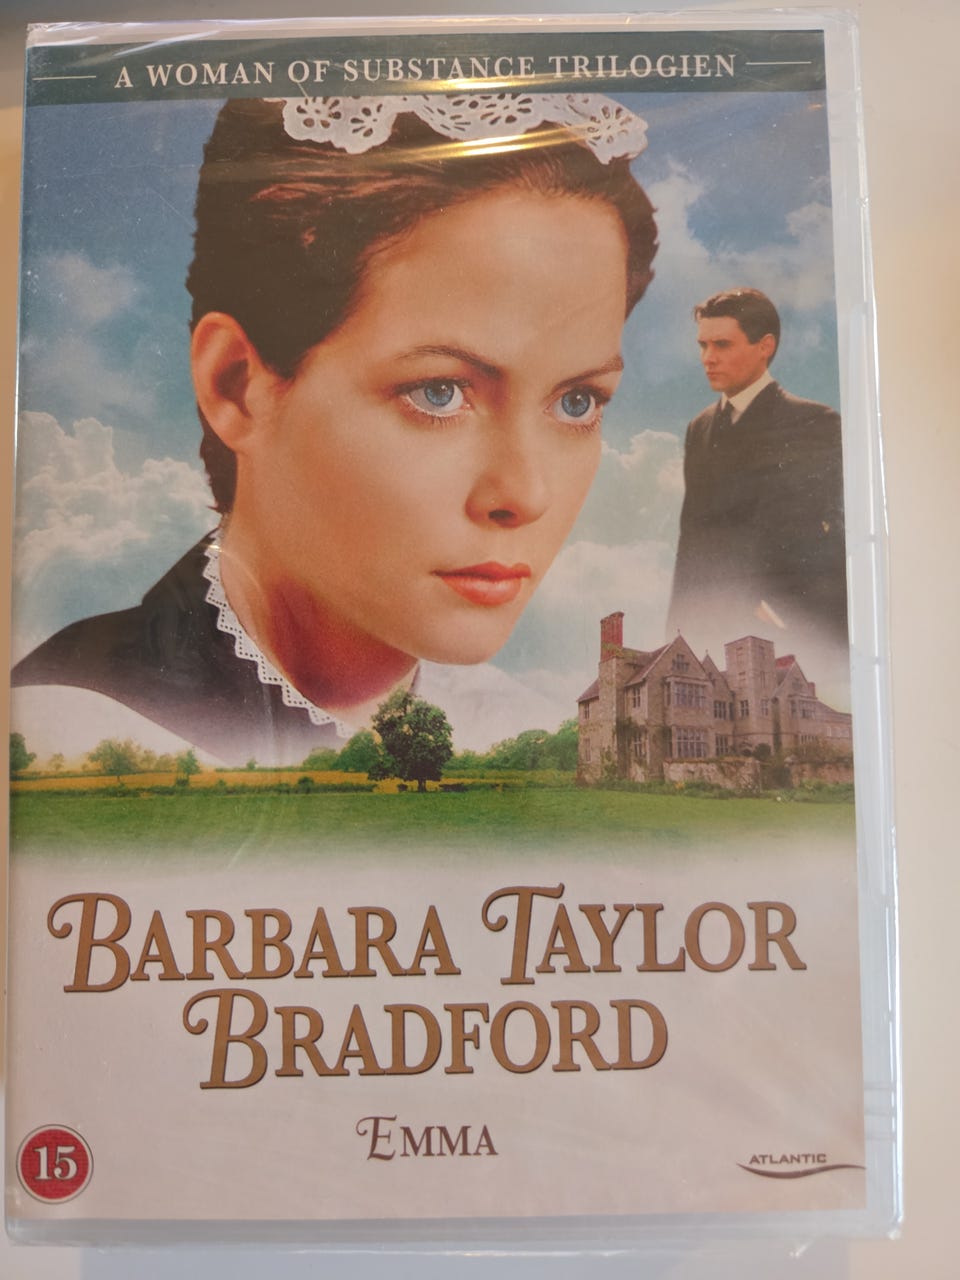 A WOMAN OF SUBSTANCE TRILOGIEN
BARBARA TAYLOR
BRADFORD
EMMA
15
ATLANTIC